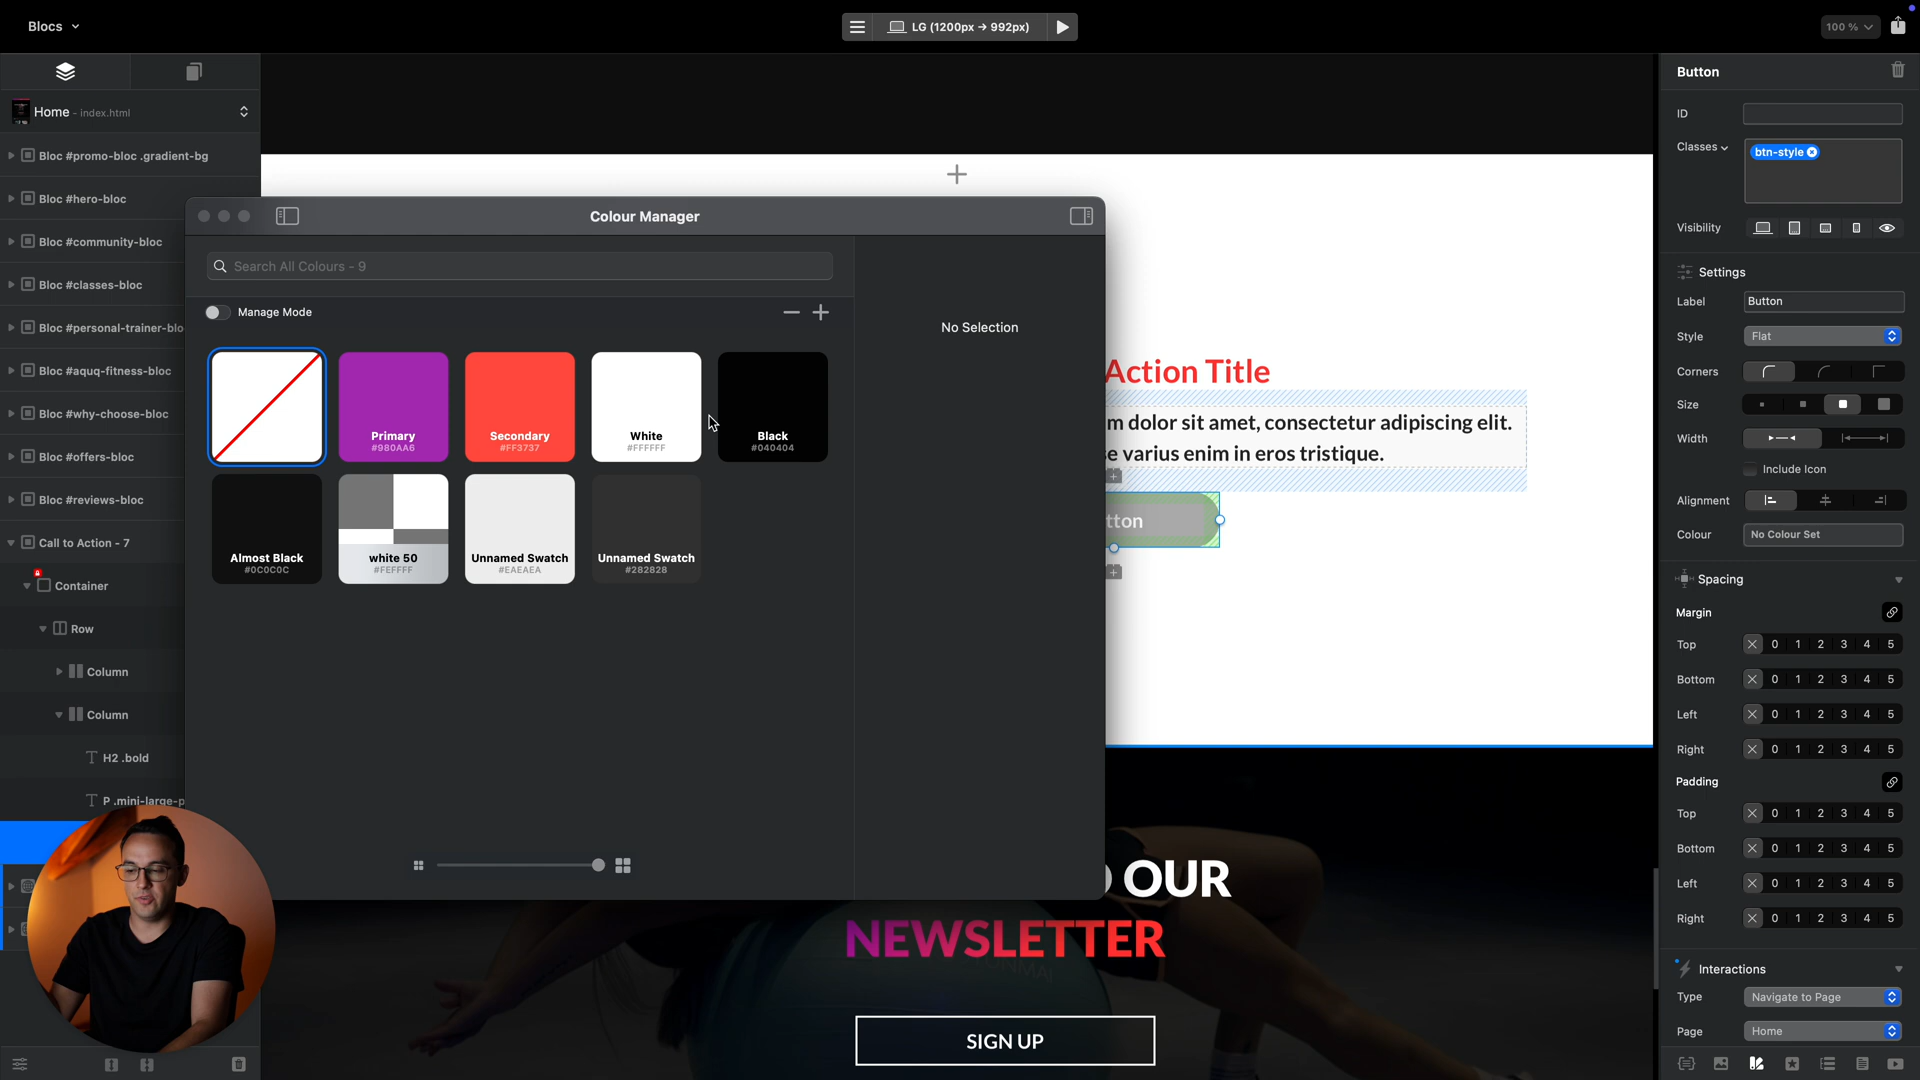 Blocs
LG (1200px → 992px)
100 %
Home - index.html
Bloc #promo-bloc .gradient-bg
Bloc #hero-bloc
Bloc #community-bloc
Bloc #classes-bloc
Bloc #personal-trainer-blo
Bloc #aquq-fitness-bloc
Bloc #why-choose-bloc
Bloc #offers-bloc
Bloc #reviews-bloc
Call to Action - 7
Container
Row
Column
Column
H2 .bold
P .mini-large-p
Colour Manager
Search All Colours - 9
Manage Mode
No Selection
Primary
#980AA6
Secondary
#FF3737
White
#FFFFFF
Black
#040404
Almost Black
#0C0C0C
white 50
#FEFFFF
Unnamed Swatch
#EAEAEA
Unnamed Swatch
#282828
Action Title
m dolor sit amet, consectetur adipiscing elit.
se varius enim in eros tristique.
tton
OUR
NEWSLETTER
SIGN UP
Button
ID
Classes
btn-style
Visibility
Settings
Label Button
Style Flat
Corners
Size
Width
Include Icon
Alignment
Colour No Colour Set
Spacing
Margin
Top 0 1 2 3 4 5
Bottom 0 1 2 3 4 5
Left 0 1 2 3 4 5
Right 0 1 2 3 4 5
Padding
Top 0 1 2 3 4 5
Bottom 0 1 2 3 4 5
Left 0 1 2 3 4 5
Right 0 1 2 3 4 5
Interactions
Type Navigate to Page
Page Home